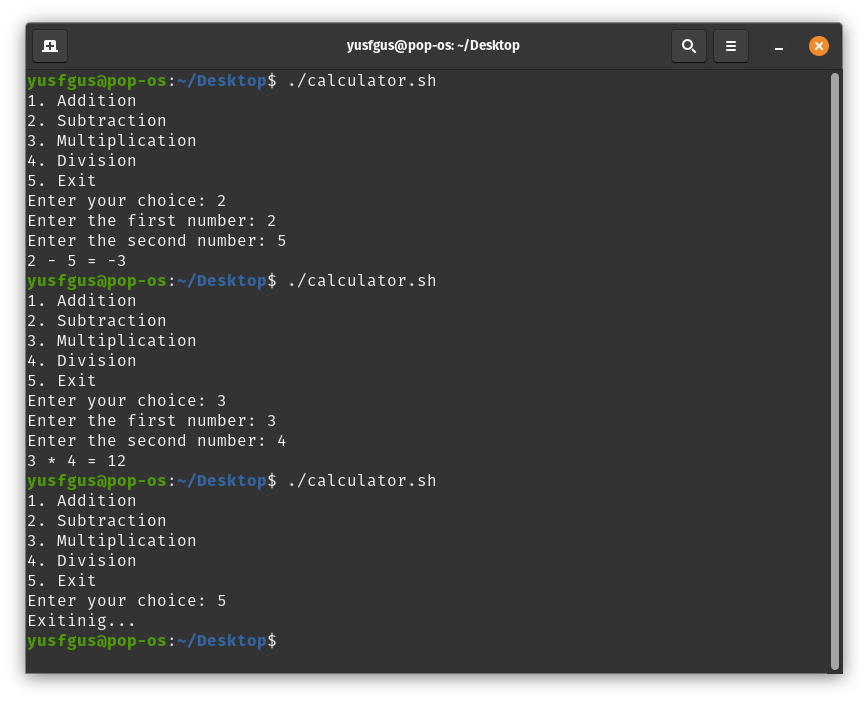 yusfgus@pop-os: ~/Desktop
yusfgus@pop-os:~/Desktop$ ./calculator.sh
1. Addition
2. Subtraction
3. Multiplication
4. Division
5. Exit
Enter your choice: 2
Enter the first number: 2
Enter the second number: 5
2 - 5 = -3
yusfgus@pop-os:~/Desktop$ ./calculator.sh
1. Addition
2. Subtraction
3. Multiplication
4. Division
5. Exit
Enter your choice: 3
Enter the first number: 3
Enter the second number: 4
3 * 4 = 12
yusfgus@pop-os:~/Desktop$ ./calculator.sh
1. Addition
2. Subtraction
3. Multiplication
4. Division
5. Exit
Enter your choice: 5
Exitinig...
yusfgus@pop-os:~/Desktop$